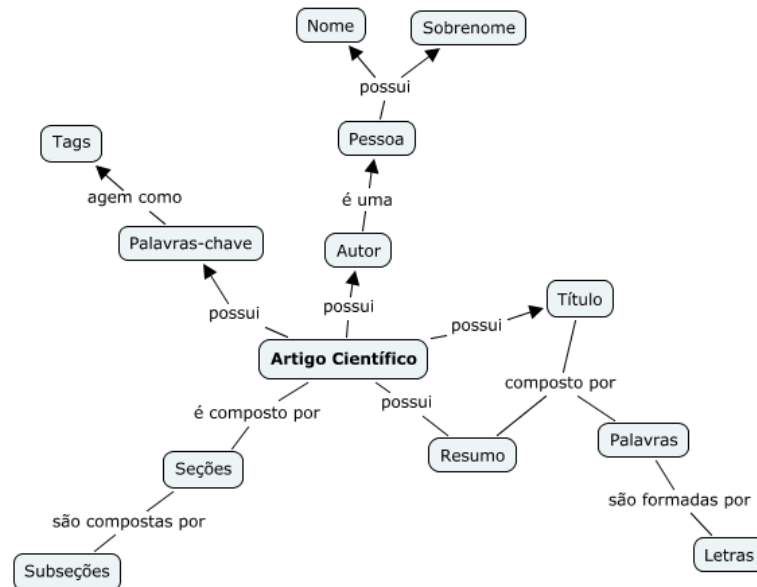 Nome
Sobrenome
possui
Tags
Pessoa
agem como
é uma
Palavras-chave
Autor
Título
possui
possui
possui
Artigo Científico
é composto por
possui
composto por
Seções
Resumo
Palavras
são compostas por
são formadas por
Subseções
Letras